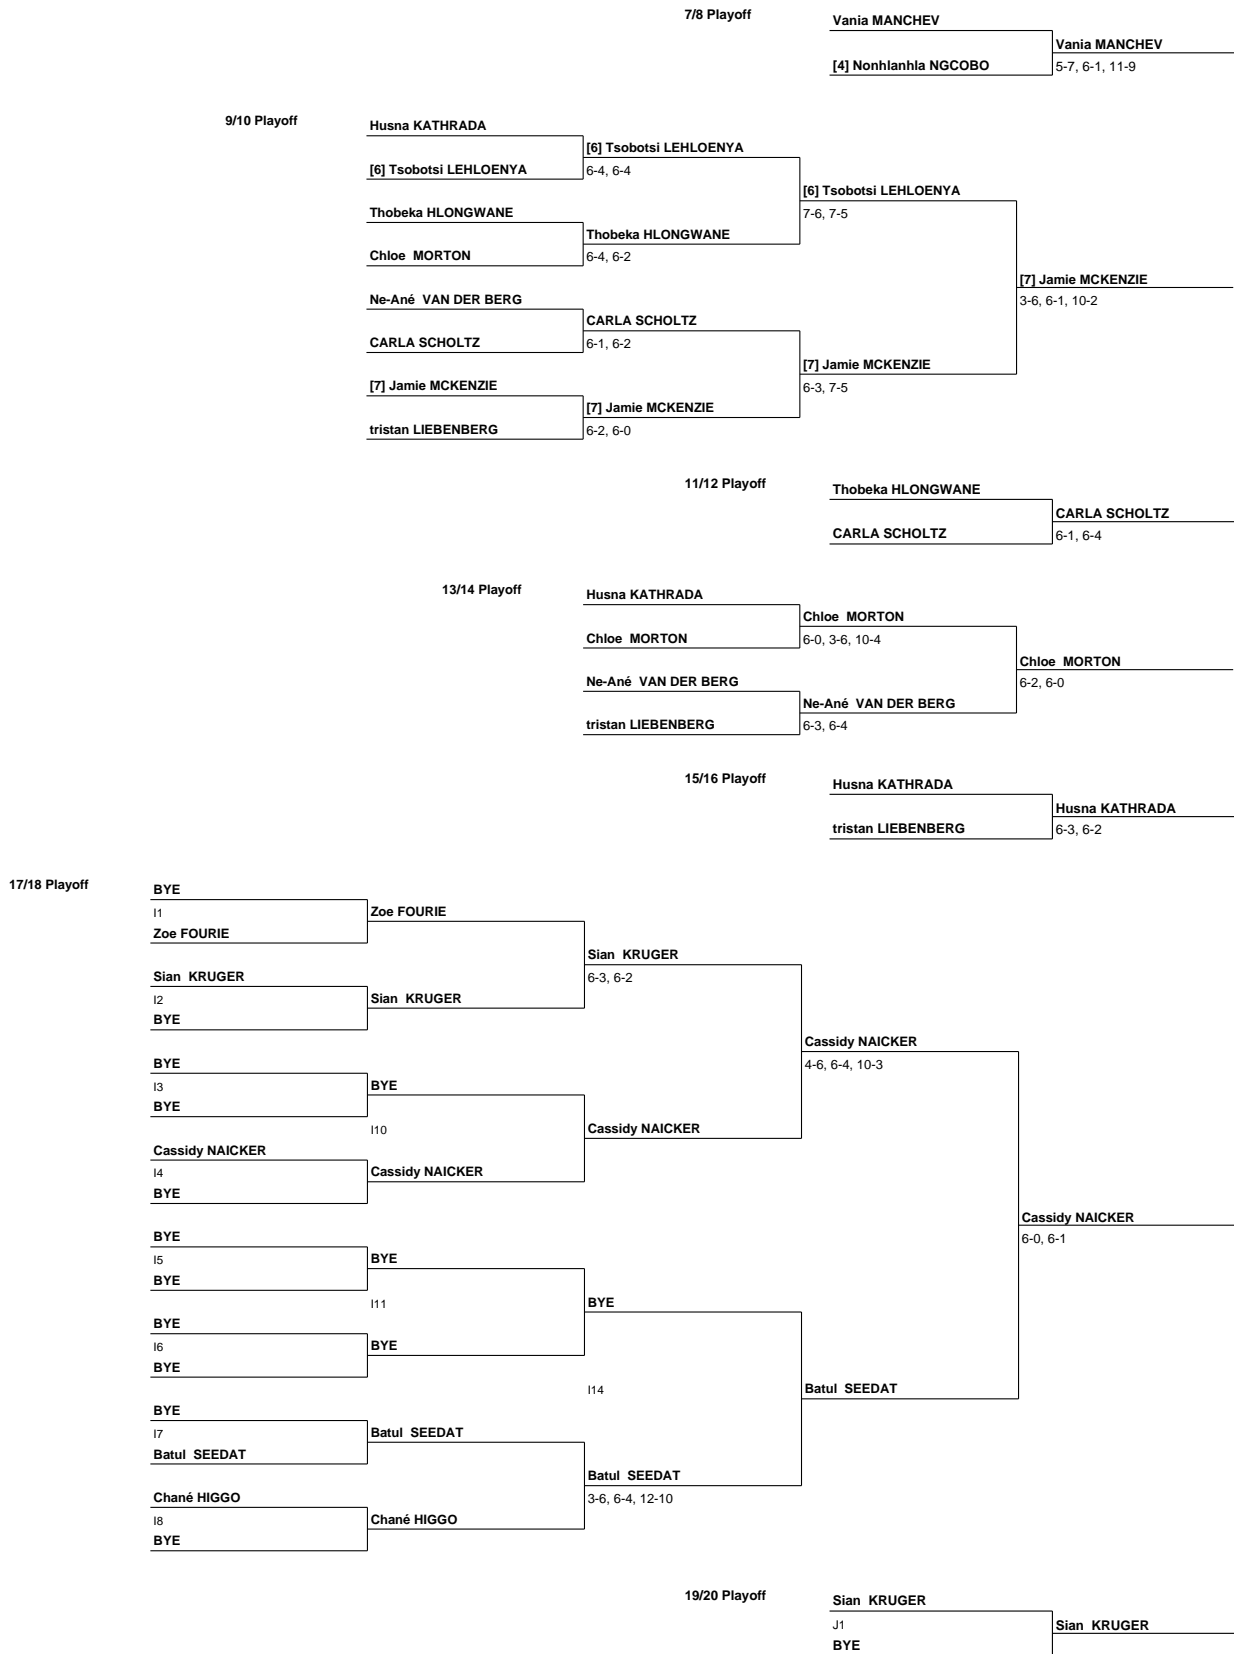 7/8 Playoff
Vania MANCHEV
Vania MANCHEV
[4] Nonhlanhla NGCOBO
5-7, 6-1, 11-9
9/10 Playoff
Husna KATHRADA
[6] Tsobotsi LEHLOENYA
[6] Tsobotsi LEHLOENYA
6-4, 6-4
[6] Tsobotsi LEHLOENYA
7-6, 7-5
Thobeka HLONGWANE
Thobeka HLONGWANE
Chloe MORTON
6-4, 6-2
[7] Jamie MCKENZIE
3-6, 6-1, 10-2
Ne-Ané VAN DER BERG
CARLA SCHOLTZ
CARLA SCHOLTZ
6-1, 6-2
[7] Jamie MCKENZIE
6-3, 7-5
[7] Jamie MCKENZIE
[7] Jamie MCKENZIE
tristan LIEBENBERG
6-2, 6-0
11/12 Playoff
Thobeka HLONGWANE
CARLA SCHOLTZ
CARLA SCHOLTZ
6-1, 6-4
13/14 Playoff
Husna KATHRADA
Chloe MORTON
Chloe MORTON
6-0, 3-6, 10-4
Chloe MORTON
6-2, 6-0
Ne-Ané VAN DER BERG
Ne-Ané VAN DER BERG
tristan LIEBENBERG
6-3, 6-4
15/16 Playoff
Husna KATHRADA
Husna KATHRADA
tristan LIEBENBERG
6-3, 6-2
17/18 Playoff
BYE
I1
Zoe FOURIE
Zoe FOURIE
Sian KRUGER
6-3, 6-2
Sian KRUGER
I2
Sian KRUGER
BYE
Cassidy NAICKER
4-6, 6-4, 10-3
BYE
I3
BYE
BYE
I10
Cassidy NAICKER
Cassidy NAICKER
I4
Cassidy NAICKER
BYE
Cassidy NAICKER
6-0, 6-1
BYE
I5
BYE
BYE
I11
BYE
BYE
I6
BYE
BYE
I14
Batul SEEDAT
BYE
I7
Batul SEEDAT
Batul SEEDAT
Batul SEEDAT
3-6, 6-4, 12-10
Chané HIGGO
I8
Chané HIGGO
BYE
19/20 Playoff
Sian KRUGER
J1
Sian KRUGER
BYE